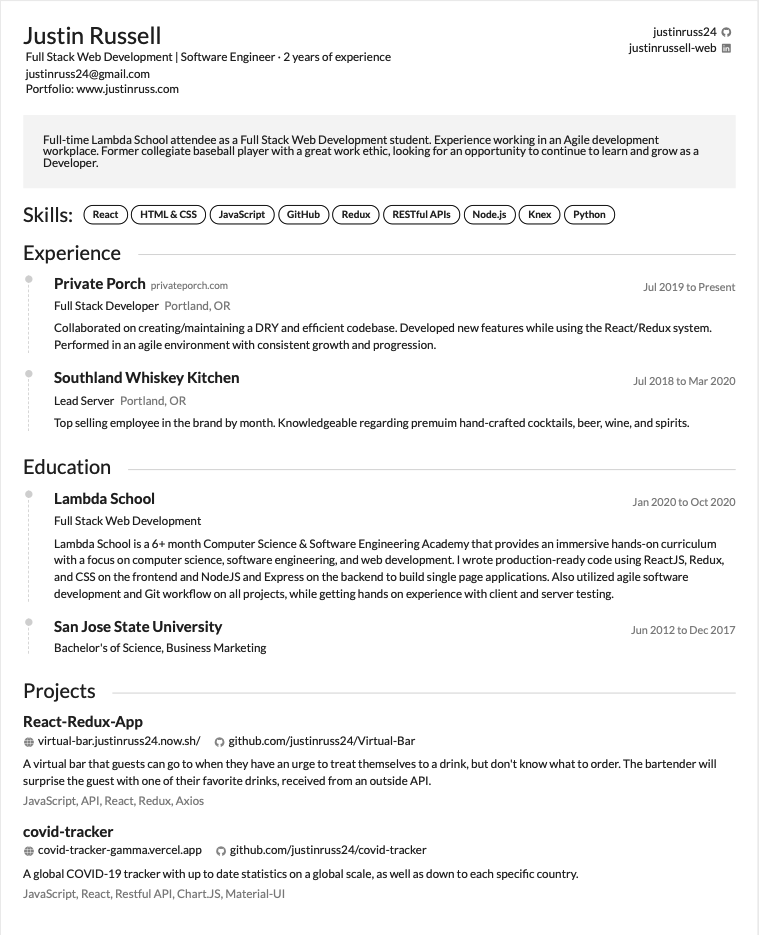 Justin Russell
justinruss24
Full Stack Web Development | Software Engineer · 2 years of experience
justinrussell-web
justinruss24@gmail.com
Portfolio: www.justinruss.com
Full-time Lambda School attendee as a Full Stack Web Development student. Experience working in an Agile development
workplace. Former collegiate baseball player with a great work ethic, looking for an opportunity to continue to learn and grow as a
Developer.
Skills: React HTML & CSS JavaScript GitHub Redux RESTful APIs Node.js Knex Python
Experience
Private Porch privateporch.com Jul 2019 to Present
Full Stack Developer Portland, OR
Collaborated on creating/maintaining a DRY and efficient codebase. Developed new features while using the React/Redux system.
Performed in an agile environment with consistent growth and progression.
Southland Whiskey Kitchen Jul 2018 to Mar 2020
Lead Server Portland, OR
Top selling employee in the brand by month. Knowledgeable regarding premuim hand-crafted cocktails, beer, wine, and spirits.
Education
Lambda School Jan 2020 to Oct 2020
Full Stack Web Development
Lambda School is a 6+ month Computer Science & Software Engineering Academy that provides an immersive hands-on curriculum
with a focus on computer science, software engineering, and web development. I wrote production-ready code using ReactJS, Redux,
and CSS on the frontend and NodeJS and Express on the backend to build single page applications. Also utilized agile software
development and Git workflow on all projects, while getting hands on experience with client and server testing.
San Jose State University Jun 2012 to Dec 2017
Bachelor's of Science, Business Marketing
Projects
React-Redux-App
virtual-bar.justinruss24.now.sh/ github.com/justinruss24/Virtual-Bar
A virtual bar that guests can go to when they have an urge to treat themselves to a drink, but don't know what to order. The bartender will
surprise the guest with one of their favorite drinks, received from an outside API.
JavaScript, API, React, Redux, Axios
covid-tracker
covid-tracker-gamma.vercel.app github.com/justinruss24/covid-tracker
A global COVID-19 tracker with up to date statistics on a global scale, as well as down to each specific country.
JavaScript, React, Restful API, Chart.JS, Material-UI